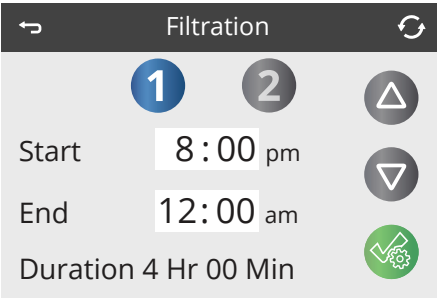 Filtration
1 2
Start 8:00 pm
End 12:00 am
Duration 4 Hr 00 Min